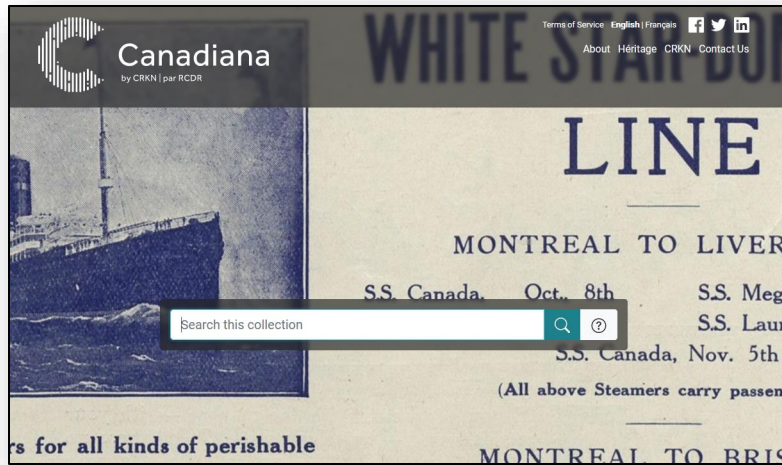 Terms of Service English | Français
About Héritage CRKN Contact Us
Canadiana
by CRKN | par RCDR
WHITE STAR-DO
LINE
MONTREAL TO LIVER
S.S. Canada, Oct., 8th S.S. Meg
S.S. Laur
S.S. Canada, Nov. 5th
(All above Steamers carry passen
Search this collection
rs for all kinds of perishable
MONTREAL TO BRIS